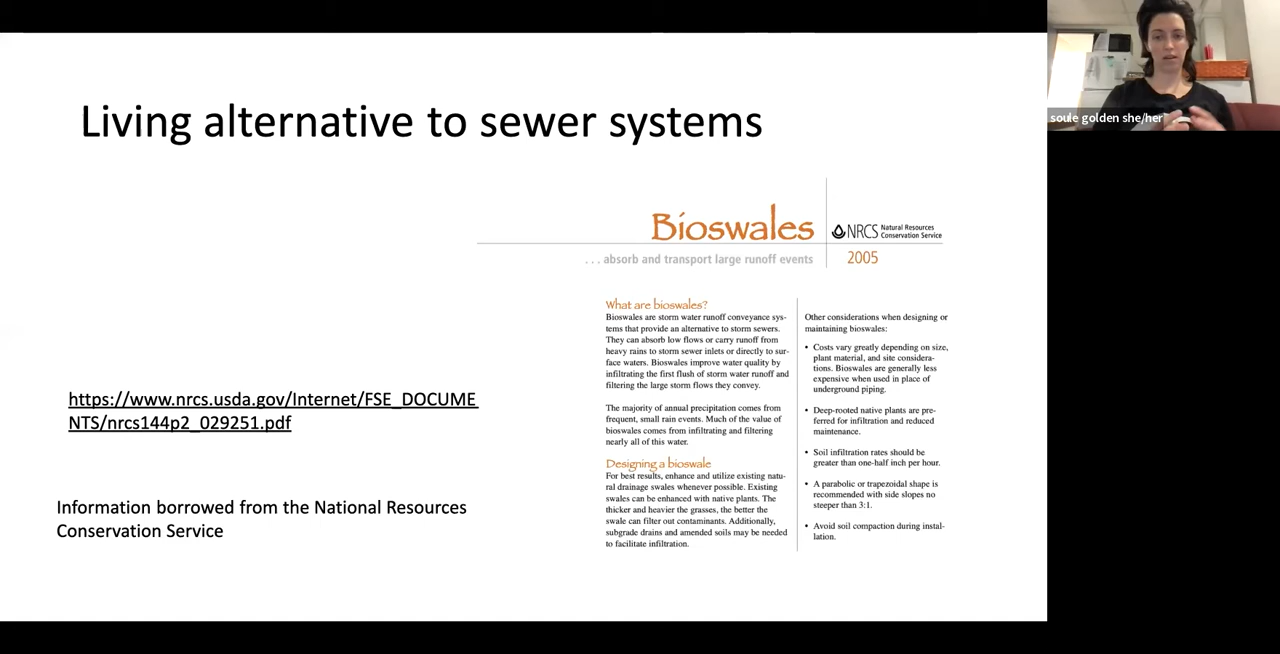 soule golden she/her
Living alternative to sewer systems
Bioswales
NRCS Natural Resources
Conservation Service
. . . absorb and transport large runoff events
2005
What are bioswales?
Bioswales are storm water runoff conveyance sys-
tems that provide an alternative to storm sewers.
They can absorb low flows or carry runoff from
heavy rains to storm sewer inlets or directly to sur-
face waters. Bioswales improve water quality by
infiltrating the first flush of storm water runoff and
filtering the large storm flows they convey.
The majority of annual precipitation comes from
frequent, small rain events. Much of the value of
bioswales comes from infiltrating and filtering
nearly all of this water.
Designing a bioswale
For best results, enhance and utilize existing natu-
ral drainage swales whenever possible. Existing
swales can be enhanced with native plants. The
thicker and heavier the grasses, the better the
swale can filter out contaminants. Additionally,
subgrade drains and amended soils may be needed
to facilitate infiltration.
Other considerations when designing or
maintaining bioswales:
• Costs vary greatly depending on size,
plant material, and site considera-
tions. Bioswales are generally less
expensive when used in place of
underground piping.
• Deep-rooted native plants are pre-
ferred for infiltration and reduced
maintenance.
• Soil infiltration rates should be
greater than one-half inch per hour.
• A parabolic or trapezoidal shape is
recommended with side slopes no
steeper than 3:1.
• Avoid soil compaction during instal-
lation.
https://www.nrcs.usda.gov/Internet/FSE_DOCUME
NTS/nrcs144p2_029251.pdf
Information borrowed from the National Resources
Conservation Service